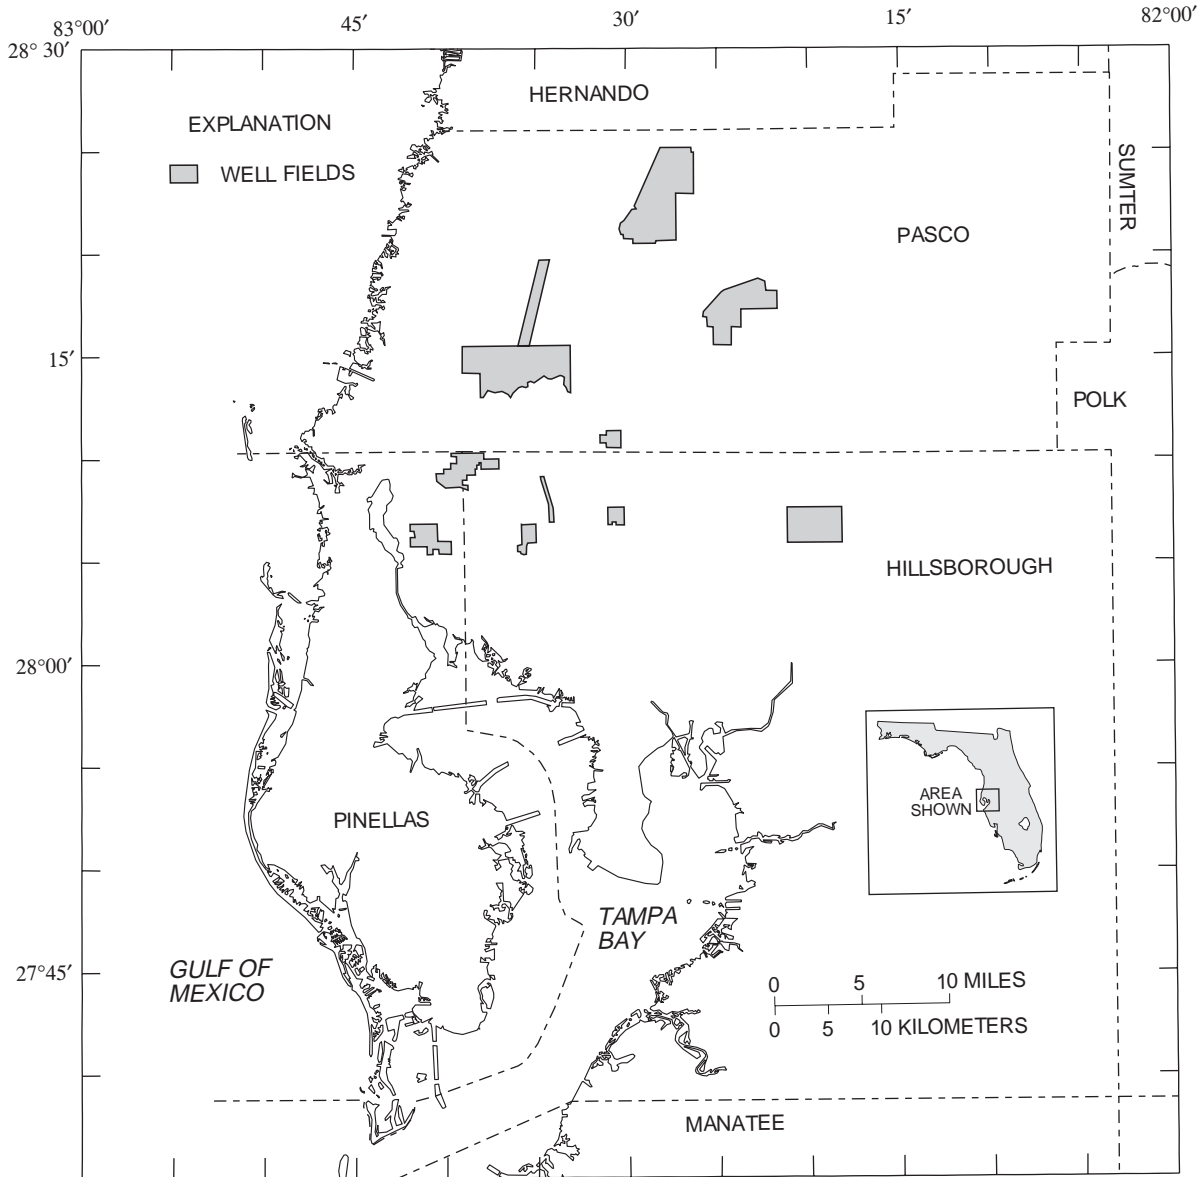 83°00′ 45′ 30′ 15′ 82°00′
28° 30′
HERNANDO
EXPLANATION
WELL FIELDS
SUMTER
PASCO
15′
POLK
HILLSBOROUGH
28°00′
AREA
SHOWN
PINELLAS
TAMPA
BAY
GULF OF
MEXICO
27°45′
0 5 10 MILES
0 5 10 KILOMETERS
MANATEE